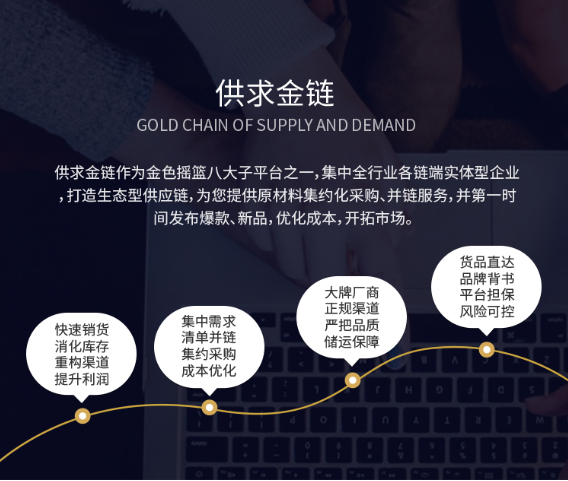 供求金链
GOLD CHAIN OF SUPPLY AND DEMAND
供求金链作为金色摇篮八大子平台之一，集中全行业各链端实体型企业
，打造生态型供应链，为您提供原材料集约化采购、并链服务，并第一时
间发布爆款、新品，优化成本，开拓市场。
快速销货
消化库存
重构渠道
提升利润
集中需求
清单并链
集约采购
成本优化
大牌厂商
正规渠道
严把品质
储运保障
货品直达
品牌背书
平台担保
风险可控